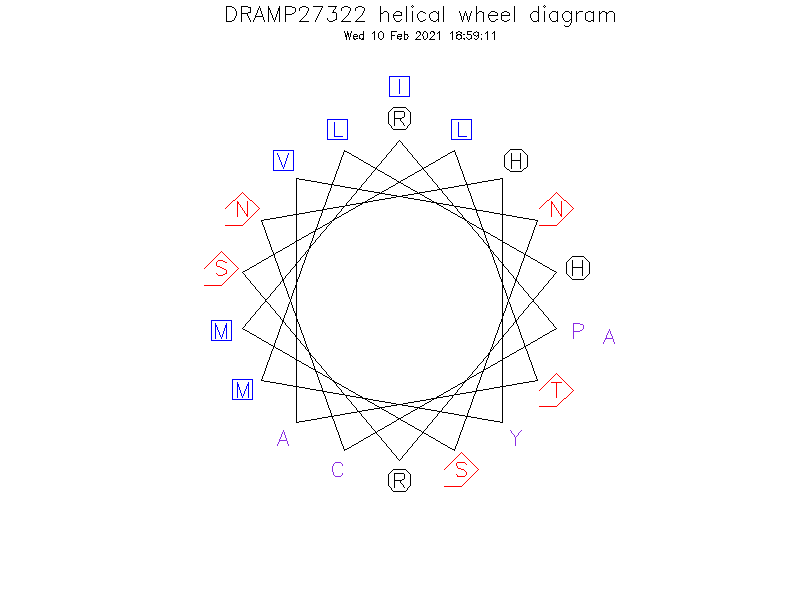 DRAMP27322 helical wheel diagram
Wed 10 Feb 2021 18:59:11
I
R
L L
V H
N N
S H
M P A
M T
A Y
C S
R